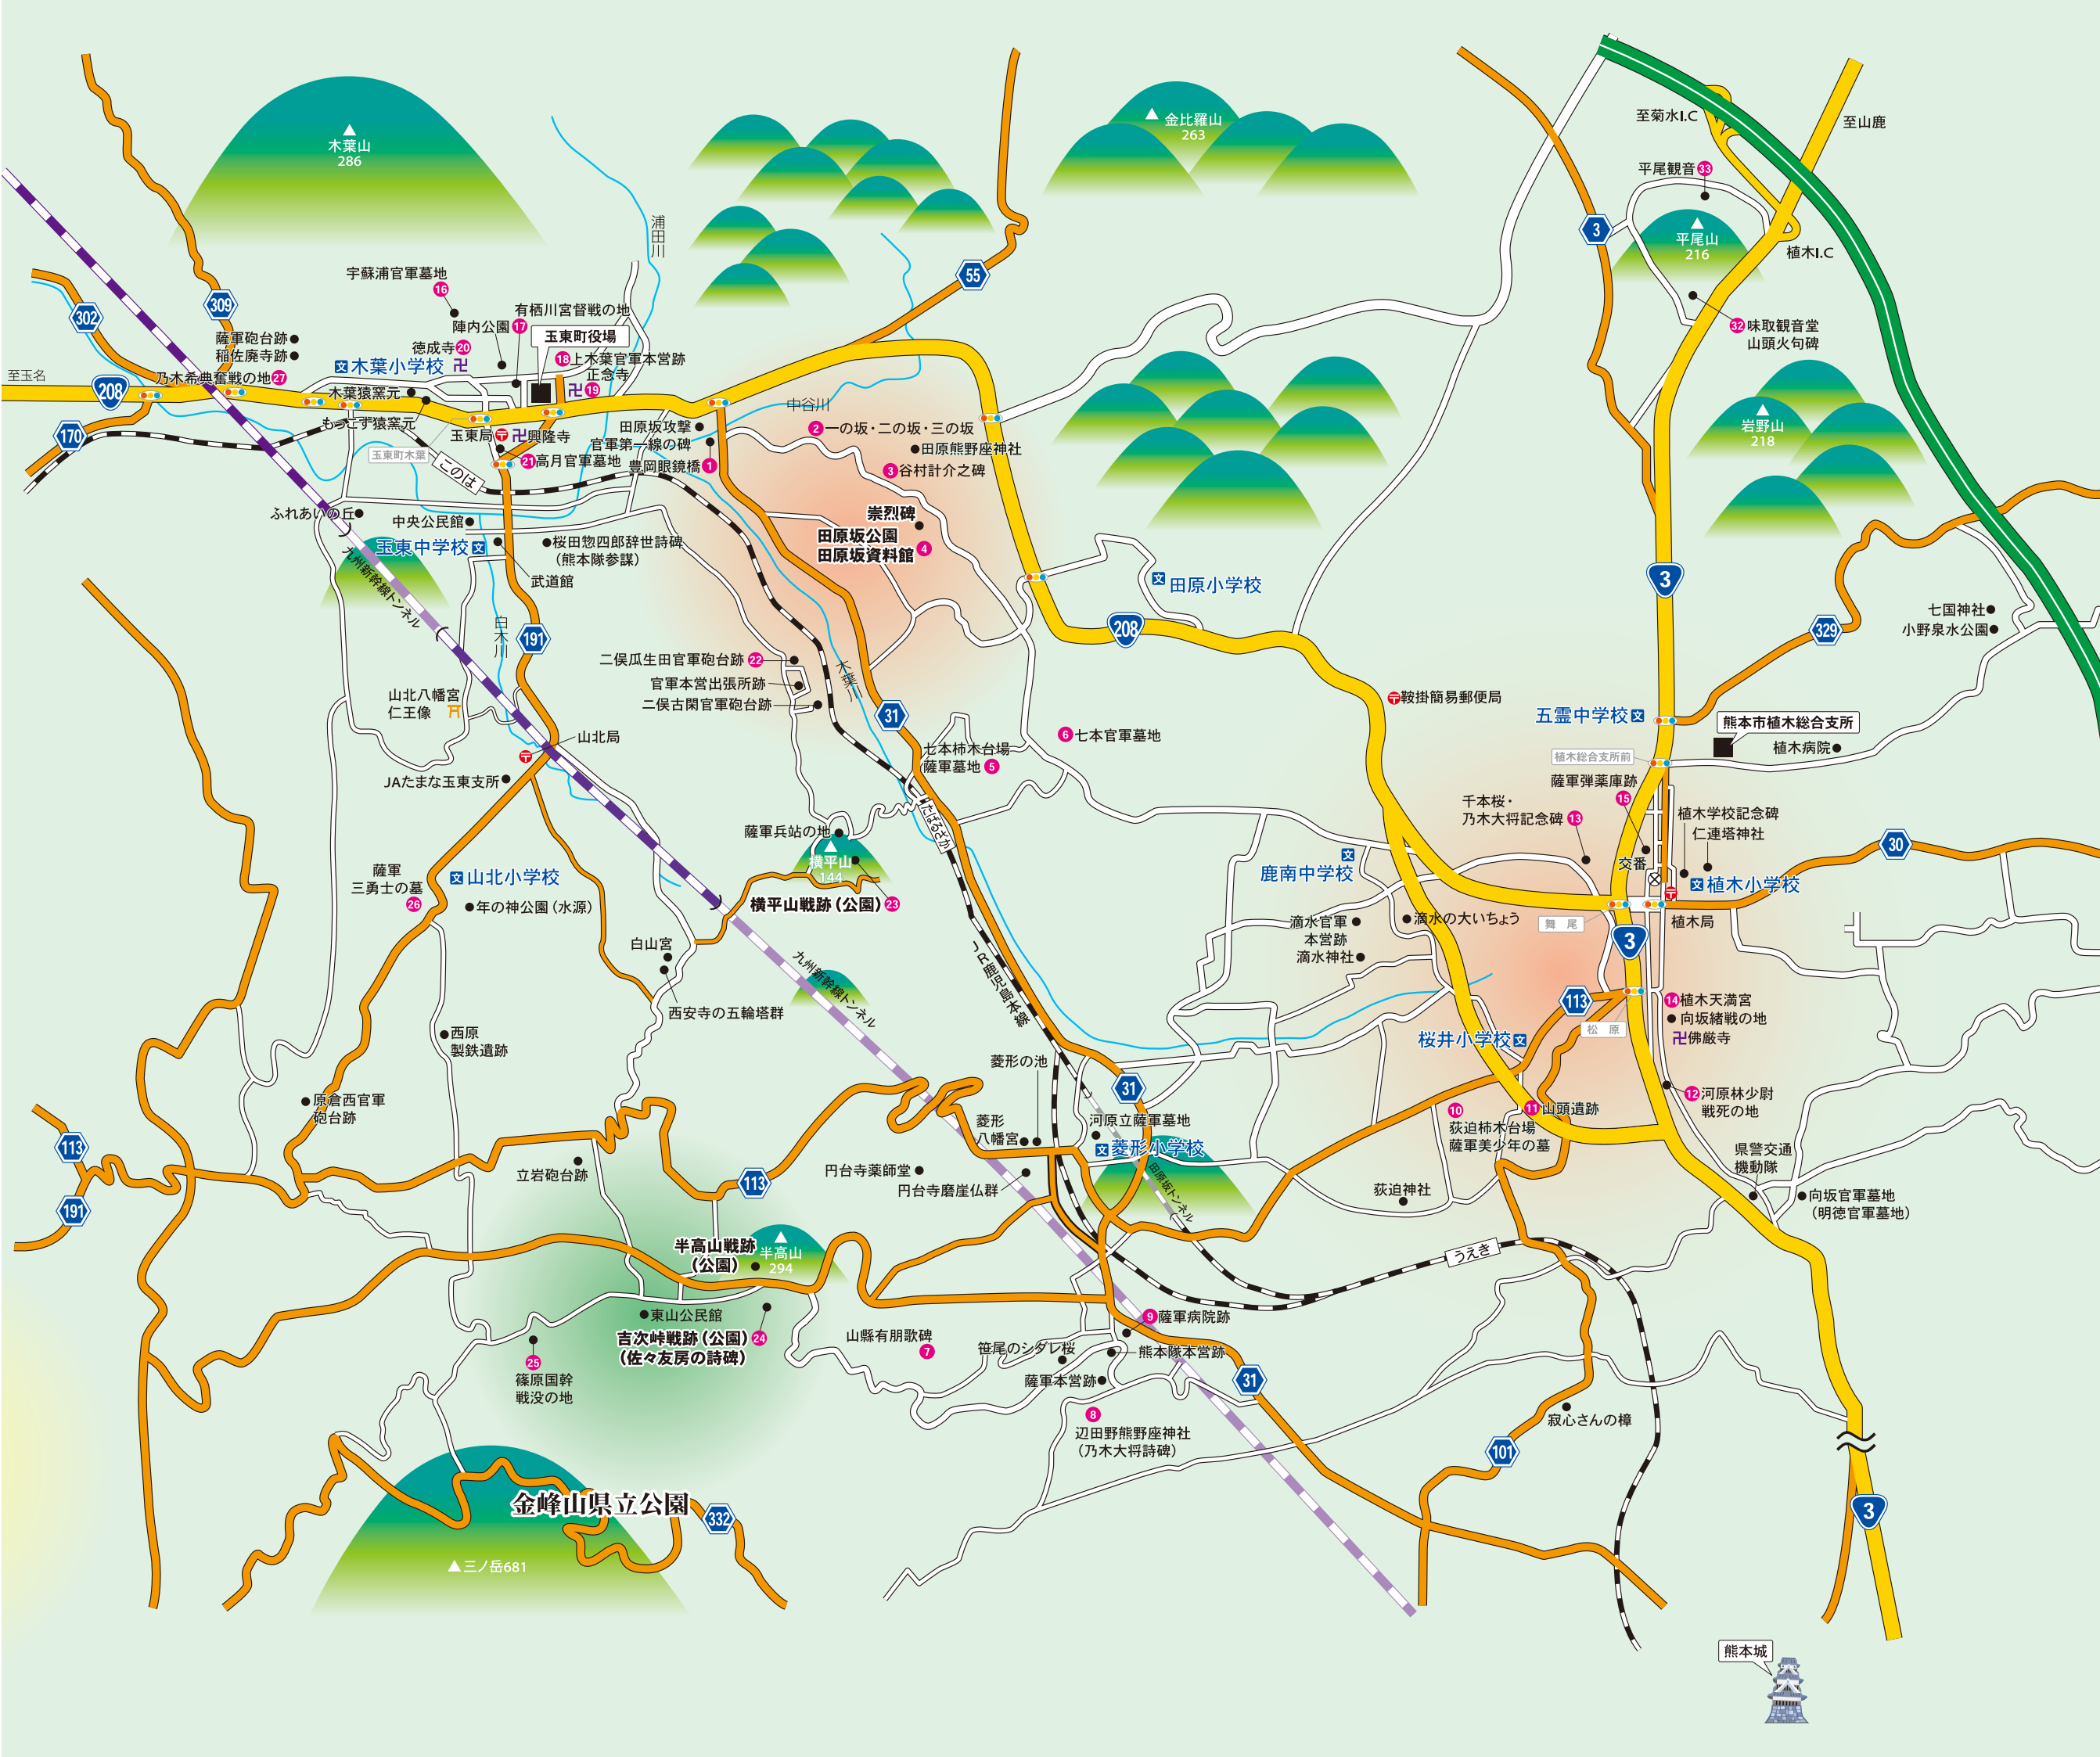 至菊水I.C
至山鹿
木葉山
286
金比羅山
263
平尾観音33
浦田川
3
平尾山
216
植木I.C
55
宇蘇浦官軍墓地
16
309
302
有栖川宮督戦の地
陣内公園17
薩軍砲台跡
玉東町役場
32味取観音堂
山頭火句碑
稲佐廃寺跡
徳成寺20
木葉小学校
18上木葉官軍本営跡
正念寺
19
至玉名
乃木希典奮戦の地27
208
木葉猿窯元
もっこす猿窯元
中谷川
岩野山
218
170
玉東局
興隆寺
田原坂攻撃
官軍第一線の碑
2一の坂・二の坂・三の坂
田原熊野座神社
玉東町木葉
このは
21高月官軍墓地
豊岡眼鏡橋1
3谷村計介之碑
ふれあいの丘
中央公民館
崇烈碑
田原坂公園
田原坂資料館
4
玉東中学校
桜田惣四郎辞世詩碑
(熊本隊参謀)
九州新幹線トンネル
武道館
田原小学校
3
白木川
191
208
七国神社
小野泉水公園
329
二俣瓜生田官軍砲台跡22
木葉川
官軍本営出張所跡
二俣古閑官軍砲台跡
山北八幡宮
仁王像
31
鞍掛簡易郵便局
五霊中学校
熊本市植木総合支所
山北局
七本柿木台場
薩軍墓地5
6七本官軍墓地
植木病院
植木総合支所前
JAたまな玉東支所
薩軍弾薬庫跡
15
千本桜・
乃木大将記念碑13
植木学校記念碑
仁連塔神社
たばるざか
薩軍兵站の地
横平山
144
交番
30
薩軍
三勇士の墓
26
山北小学校
鹿南中学校
植木小学校
年の神公園(水源)
横平山戦跡(公園)23
滴水官軍
本営跡
滴水の大いちょう
舞尾
植木局
白山宮
3
滴水神社
JR鹿児島本線
九州新幹線トンネル
西安寺の五輪塔群
113
14植木天満宮
向坂緒戦の地
松原
佛厳寺
西原
製鉄遺跡
桜井小学校
菱形の池
31
原倉西官軍
砲台跡
12河原林少尉
戦死の地
10
11山頭遺跡
荻迫柿木台場
薩軍美少年の墓
菱形
八幡宮
河原立薩軍墓地
菱形小学校
113
県警交通
機動隊
立岩砲台跡
113
円台寺薬師堂
円台寺磨崖仏群
田原坂トンネル
荻迫神社
向坂官軍墓地
(明徳官軍墓地)
191
半高山戦跡
(公園)
半高山
294
うえき
東山公民館
吉次峠戦跡(公園)24
(佐々友房の詩碑)
山縣有朋歌碑
7
9薩軍病院跡
笹尾のシダレ桜
熊本隊本営跡
25
篠原国幹
戦没の地
薩軍本営跡
31
8
辺田野熊野座神社
(乃木大将詩碑)
寂心さんの樟
101
金峰山県立公園
332
3
三ノ岳681
熊本城